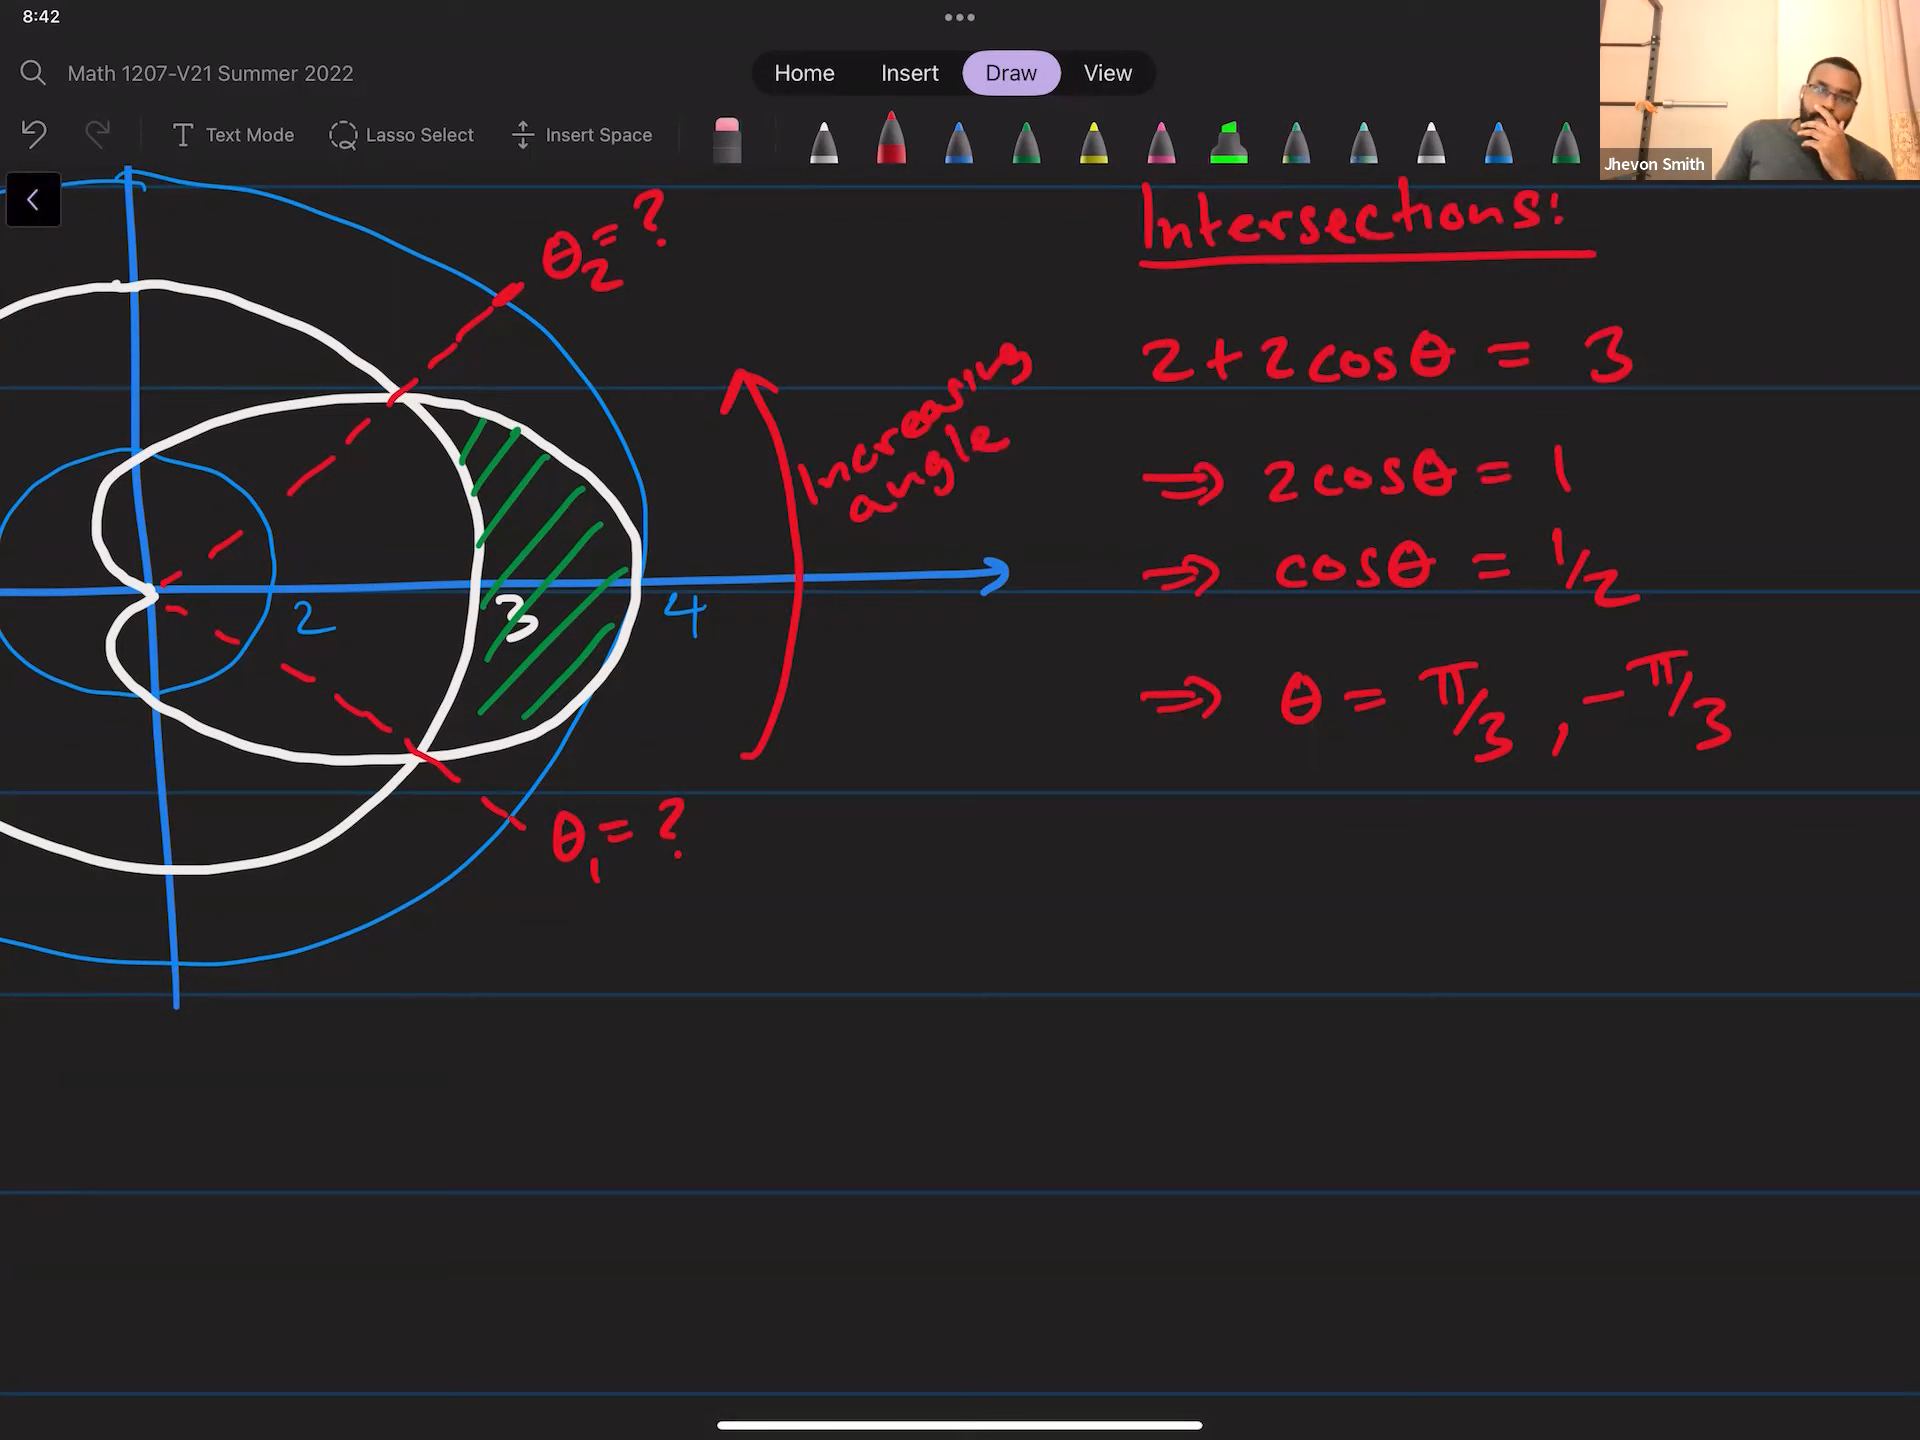 8:42
Math 1207-V21 Summer 2022
Home Insert Draw View
Text Mode Lasso Select Insert Space
Jhevon Smith
Intersections:
θ₂ = ?
2 + 2cosθ = 3
Increasing
angle
⇒ 2cosθ = 1
⇒ cosθ = 1/2
2 3 4
⇒ θ = π/3 , -π/3
θ₁ = ?